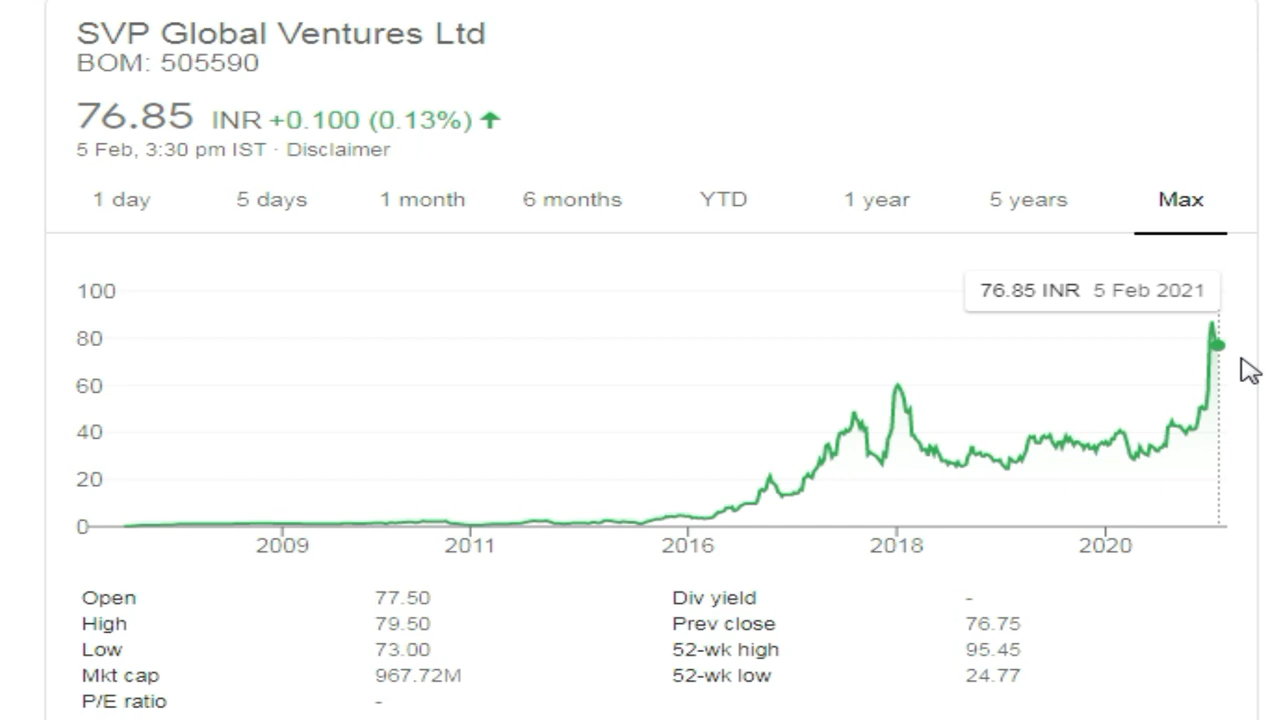 SVP Global Ventures Ltd
BOM: 505590
76.85 INR +0.100 (0.13%)
5 Feb, 3:30 pm IST · Disclaimer
1 day 5 days 1 month 6 months YTD 1 year 5 years Max
76.85 INR 5 Feb 2021
100
80
60
40
20
0
2009 2011 2016 2018 2020
Open 77.50 Div yield -
High 79.50 Prev close 76.75
Low 73.00 52-wk high 95.45
Mkt cap 967.72M 52-wk low 24.77
P/E ratio -